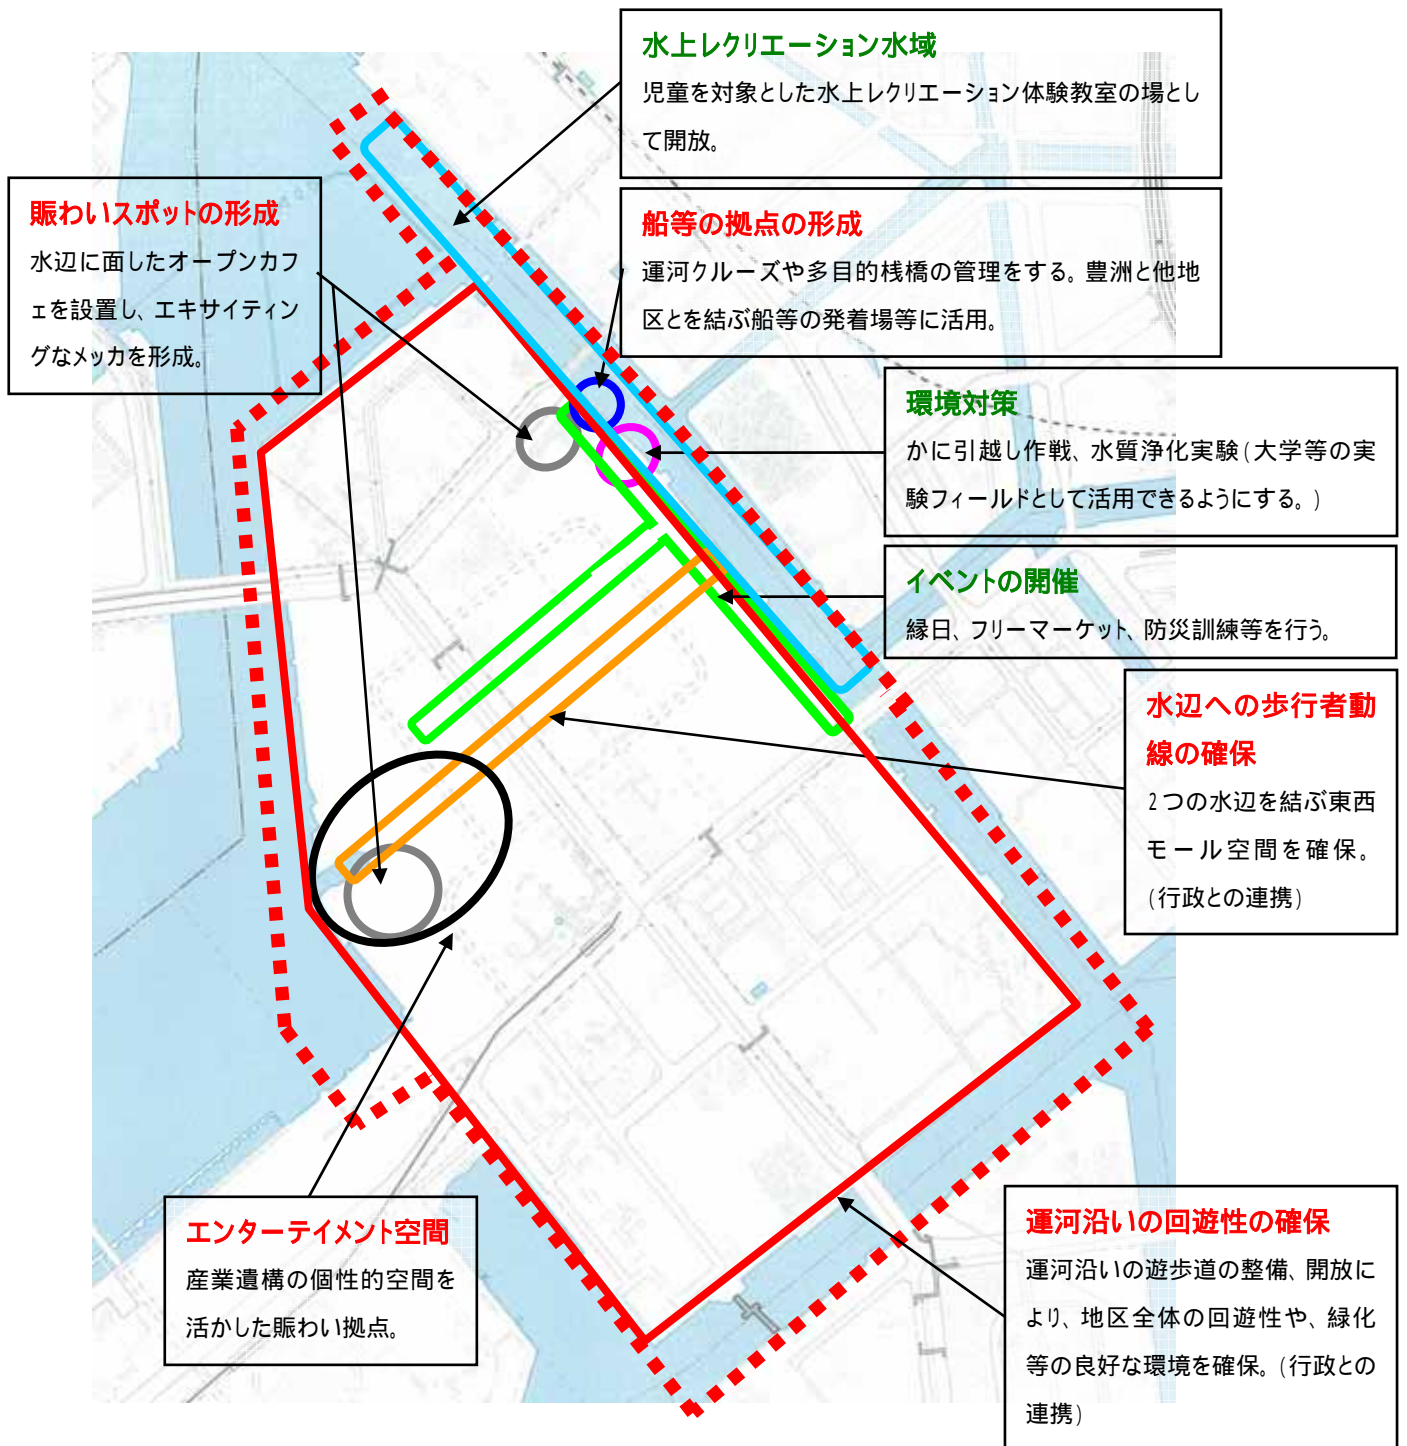 水上レクリエーション水域
児童を対象とした水上レクリエーション体験教室の場とし
て開放。
賑わいスポットの形成
水辺に面したオープンカフ
ェを設置し、エキサイティン
グなメッカを形成。
船等の拠点の形成
運河クルーズや多目的桟橋の管理をする。豊洲と他地
区とを結ぶ船等の発着場等に活用。
環境対策
かに引越し作戦、水質浄化実験(大学等の実
験フィールドとして活用できるようにする。)
イベントの開催
縁日、フリーマーケット、防災訓練等を行う。
水辺への歩行者動
線の確保
2つの水辺を結ぶ東西
モール空間を確保。
(行政との連携)
エンターテイメント空間
産業遺構の個性的空間を
活かした賑わい拠点。
運河沿いの回遊性の確保
運河沿いの遊歩道の整備、開放に
より、地区全体の回遊性や、緑化
等の良好な環境を確保。(行政との
連携)